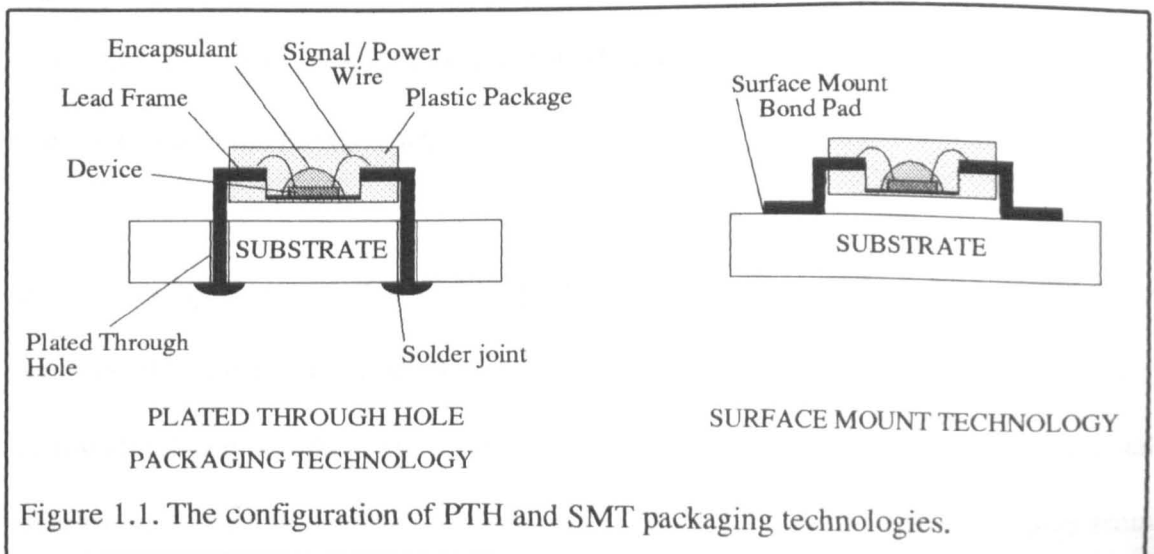 Encapsulant
Signal / Power
Wire
Lead Frame
Plastic Package
Device
SUBSTRATE
Plated Through
Hole
Solder joint
PLATED THROUGH HOLE
PACKAGING TECHNOLOGY
Surface Mount
Bond Pad
SUBSTRATE
SURFACE MOUNT TECHNOLOGY
Figure 1.1. The configuration of PTH and SMT packaging technologies.